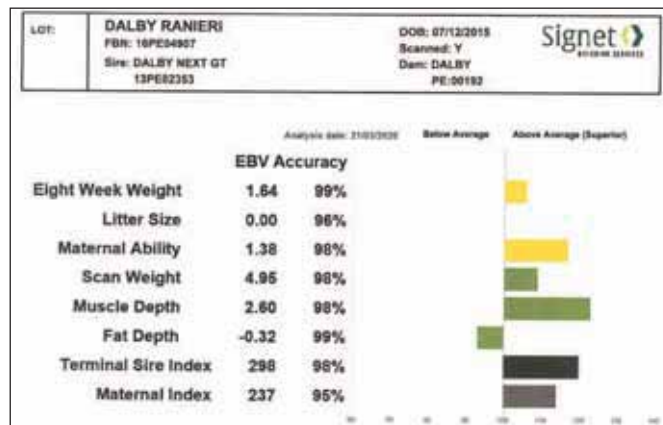 LOT:
DALBY RANIERI
FBN: 16PE04907
Sire: DALBY NEXT GT
13PE02353
DOB: 07/12/2015
Scanned: Y
Dam: DALBY
PE:00192
Signet
BREEDING SERVICES
Analysis date: 21/03/2020 Below Average Above Average (Superior)
EBV Accuracy
Eight Week Weight 1.64 99%
Litter Size 0.00 96%
Maternal Ability 1.38 98%
Scan Weight 4.95 98%
Muscle Depth 2.60 98%
Fat Depth -0.32 99%
Terminal Sire Index 298 98%
Maternal Index 237 95%